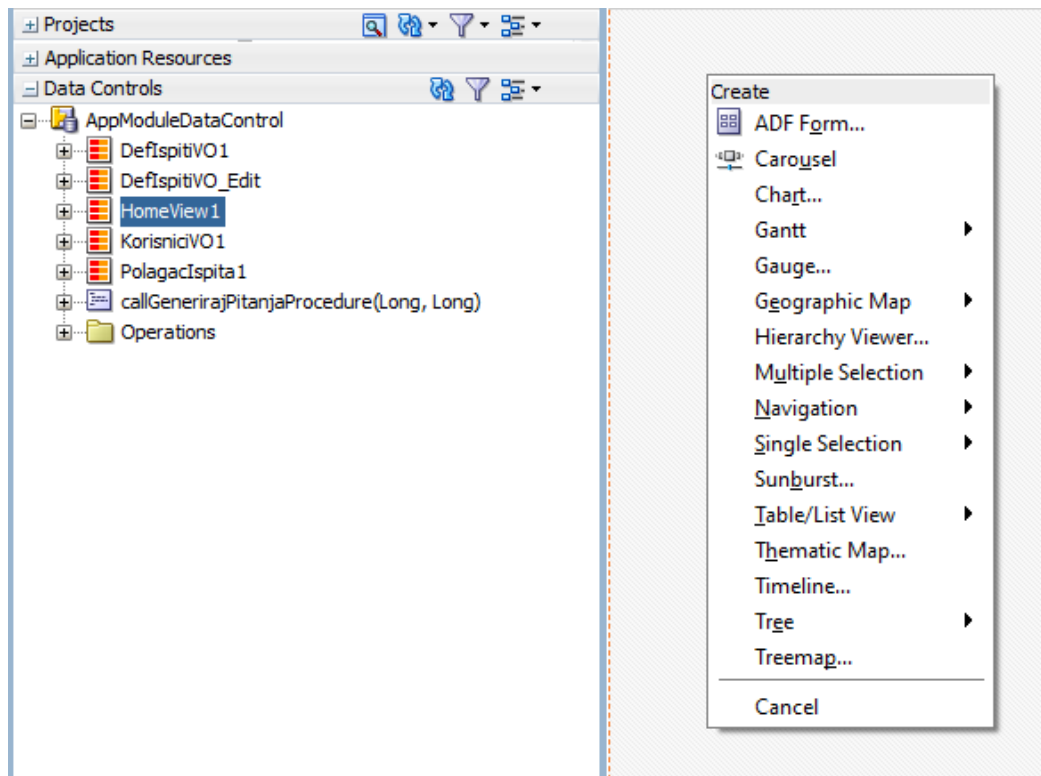 Projects
Application Resources
Data Controls
AppModuleDataControl
DefIspitiVO1
DefIspitiVO_Edit
HomeView1
KorisniciVO1
PolagacIspita1
callGenerirajPitanjaProcedure(Long, Long)
Operations
Create
ADF Form...
Carousel
Chart...
Gantt
Gauge...
Geographic Map
Hierarchy Viewer...
Multiple Selection
Navigation
Single Selection
Sunburst...
Table/List View
Thematic Map...
Timeline...
Tree
Treemap...
Cancel